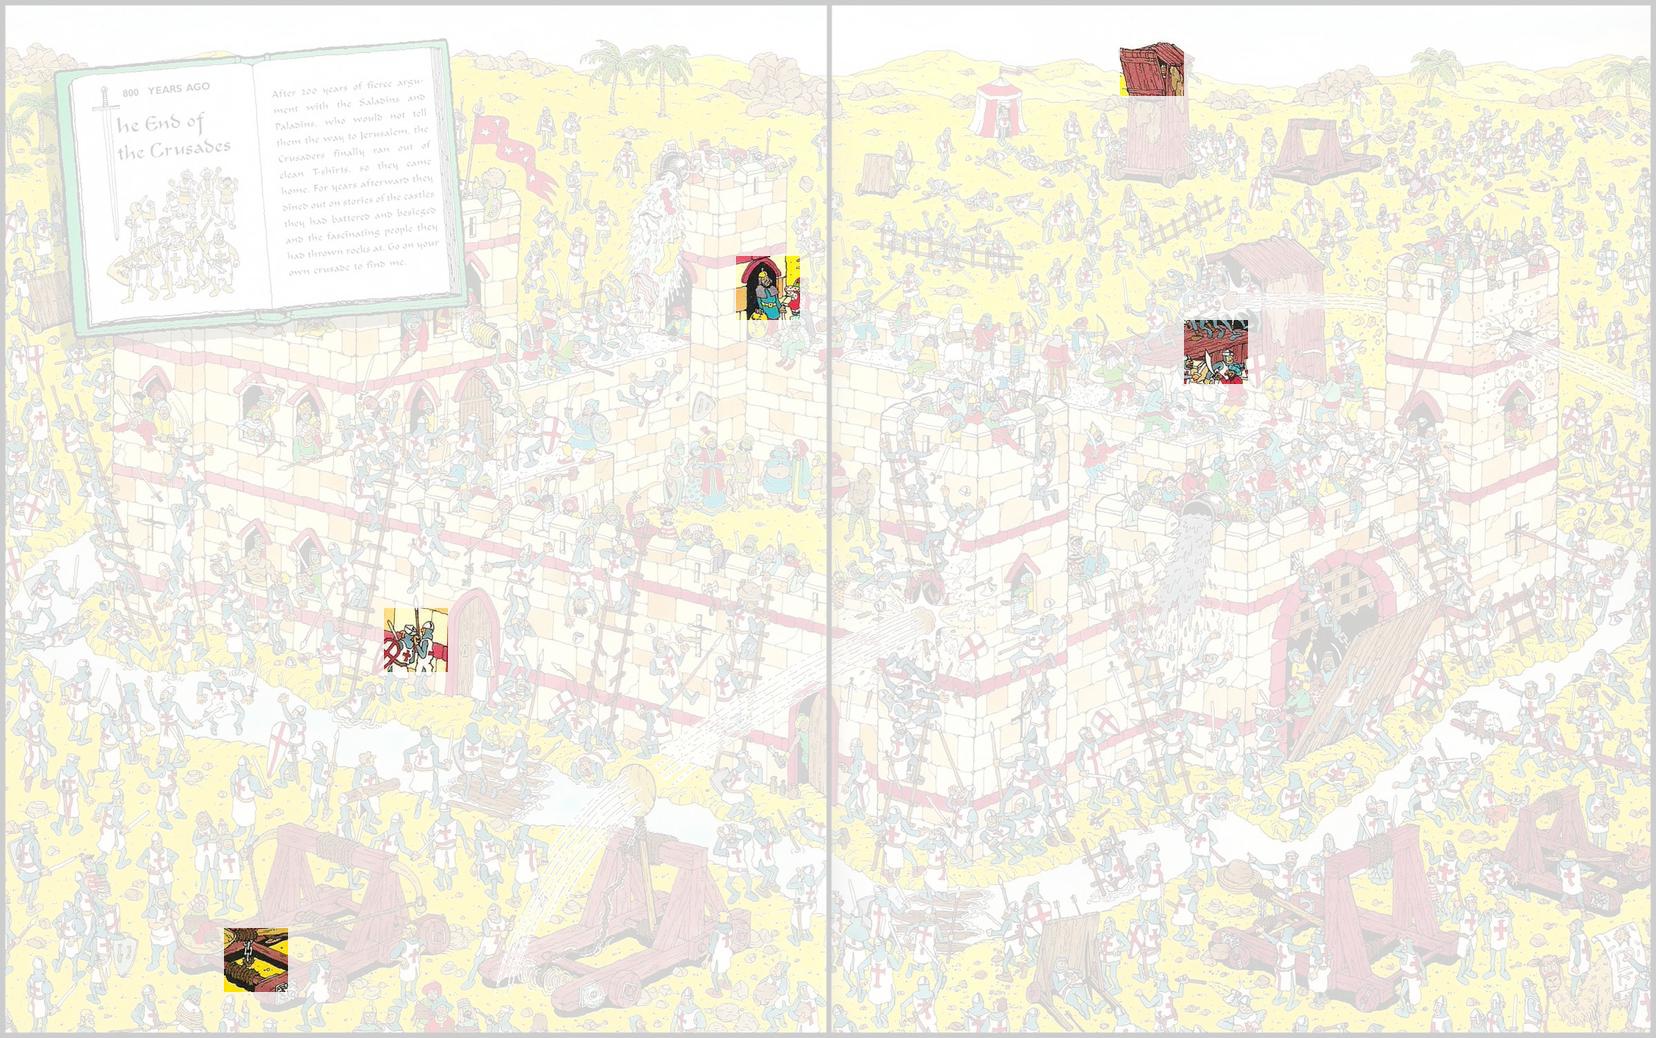 800 YEARS AGO
he End of
the Crusades
After 200 years of fierce argu-
ment with the Saladins and
Paladins, who would not tell
them the way to Jerusalem, the
Crusaders finally ran out of
clean T-shirts, so they came
home. For years afterward they
dined out on stories of the castles
they had battered and besieged
and the fascinating people they
had thrown rocks at. Go on your
own crusade to find me.